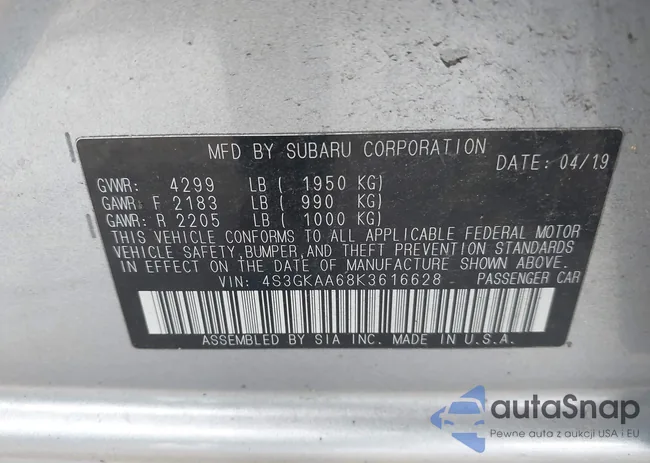 MFD BY SUBARU CORPORATION
DATE: 04/19
GVWR: 4299 LB ( 1950 KG)
GAWR: F 2183 LB ( 990 KG)
GAWR: R 2205 LB ( 1000 KG)
THIS VEHICLE CONFORMS TO ALL APPLICABLE FEDERAL MOTOR
VEHICLE SAFETY, BUMPER, AND THEFT PREVENTION STANDARDS
IN EFFECT ON THE DATE OF MANUFACTURE SHOWN ABOVE.
VIN: 4S3GKAA68K3616628 PASSENGER CAR
ASSEMBLED BY SIA INC. MADE IN U.S.A.
autaSnap
Pewne auta z aukcji USA i EU